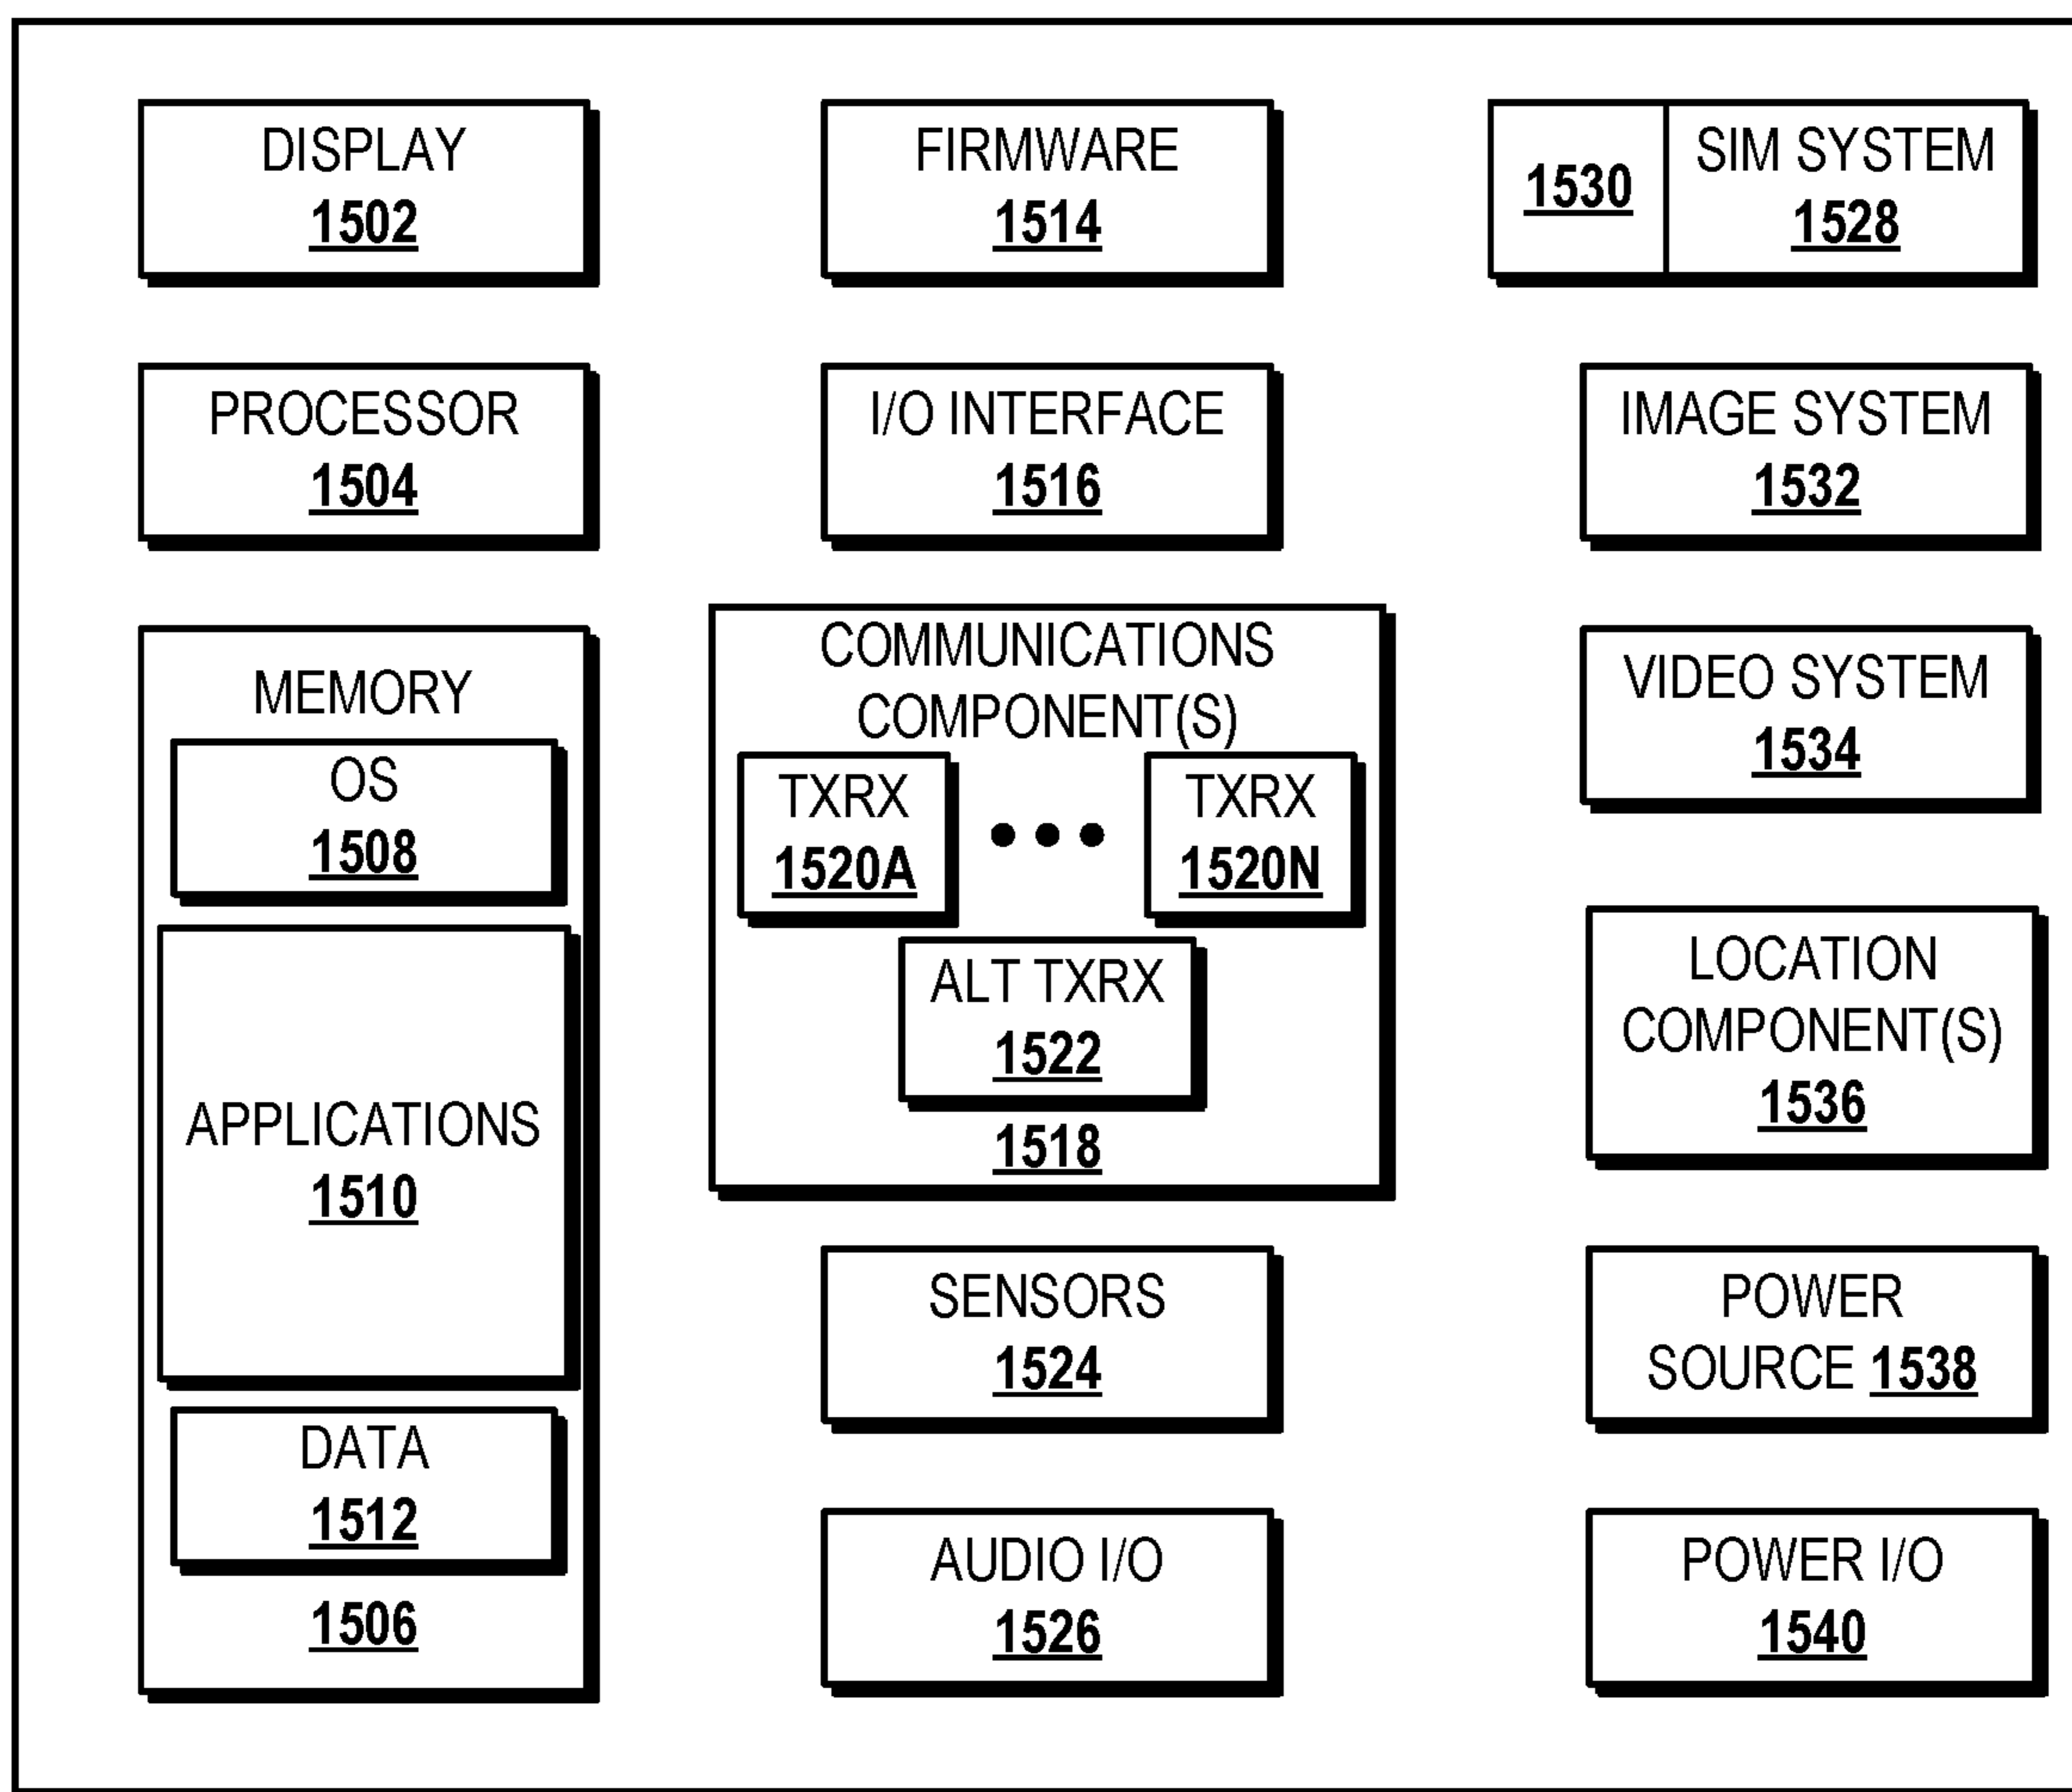 DISPLAY
1502
PROCESSOR
1504
MEMORY
OS
1508
APPLICATIONS
1510
DATA
1512
1506
FIRMWARE
1514
I/O INTERFACE
1516
COMMUNICATIONS
COMPONENT(S)
TXRX
1520A
TXRX
1520N
ALT TXRX
1522
1518
SENSORS
1524
AUDIO I/O
1526
1530
SIM SYSTEM
1528
IMAGE SYSTEM
1532
VIDEO SYSTEM
1534
LOCATION
COMPONENT(S)
1536
POWER
SOURCE 1538
POWER I/O
1540